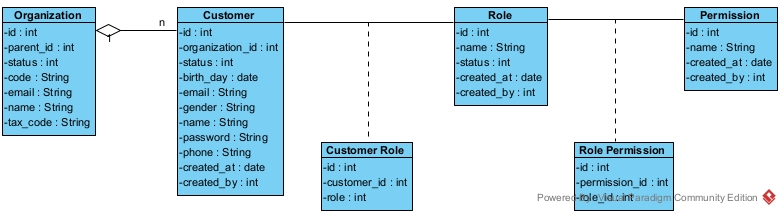 Organization
-id : int
-parent_id : int
-status : int
-code : String
-email : String
-name : String
-tax_code : String
1
n
Customer
-id : int
-organization_id : int
-status : int
-birth_day : date
-email : String
-gender : String
-name : String
-password : String
-phone : String
-created_at : date
-created_by : int
Role
-id : int
-name : String
-status : int
-created_at : date
-created_by : int
Permission
-id : int
-name : String
-created_at : date
-created_by : int
Customer Role
-id : int
-customer_id : int
-role : int
Role Permission
-id : int
-permission_id : int
-role_id : int
Powered By Visual Paradigm Community Edition